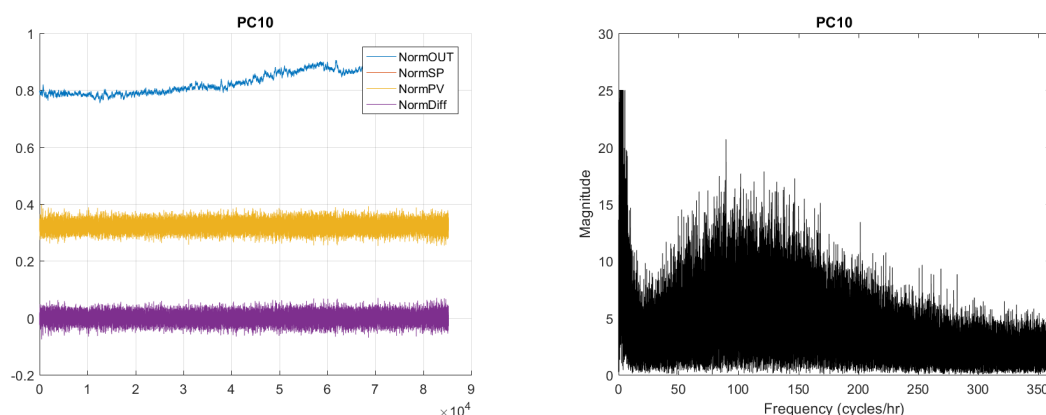 PC10
1
0.8
0.6
0.4
0.2
0
-0.2
0 1 2 3 4 5 6 7 8 9
× 10^4
NormOUT
NormSP
NormPV
NormDiff
PC10
30
25
20
15
10
5
0
Magnitude
0 50 100 150 200 250 300 350
Frequency (cycles/hr)